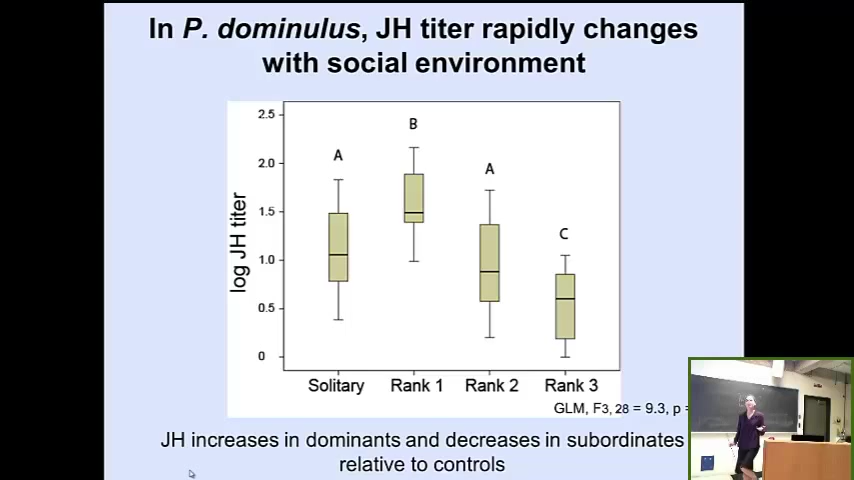 In P. dominulus, JH titer rapidly changes
with social environment
2.5
2.0
1.5
1.0
0.5
0
log JH titer
A
B
A
C
Solitary
Rank 1
Rank 2
Rank 3
GLM, F3, 28 = 9.3, p =
JH increases in dominants and decreases in subordinates
relative to controls